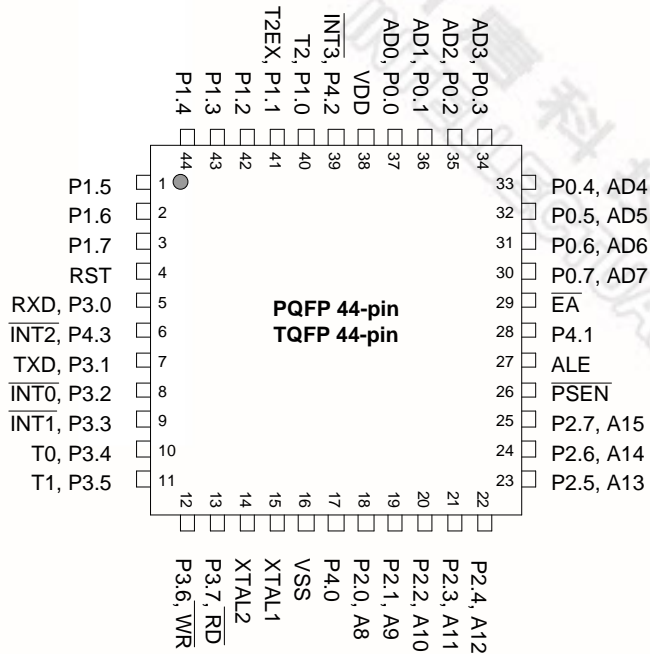 T2EX, P1.1
T2, P1.0
INT3, P4.2
VDD
AD0, P0.0
AD1, P0.1
AD2, P0.2
AD3, P0.3
P1.4
P1.3
P1.2
44
43
42
41
40
39
38
37
36
35
34
P1.5 1
P1.6 2
P1.7 3
RST 4
RXD, P3.0 5
INT2, P4.3 6
TXD, P3.1 7
INT0, P3.2 8
INT1, P3.3 9
T0, P3.4 10
T1, P3.5 11
PQFP 44-pin
TQFP 44-pin
33 P0.4, AD4
32 P0.5, AD5
31 P0.6, AD6
30 P0.7, AD7
29 EA
28 P4.1
27 ALE
26 PSEN
25 P2.7, A15
24 P2.6, A14
23 P2.5, A13
12
13
14
15
16
17
18
19
20
21
22
P3.6, WR
P3.7, RD
XTAL2
XTAL1
VSS
P4.0
P2.0, A8
P2.1, A9
P2.2, A10
P2.3, A11
P2.4, A12